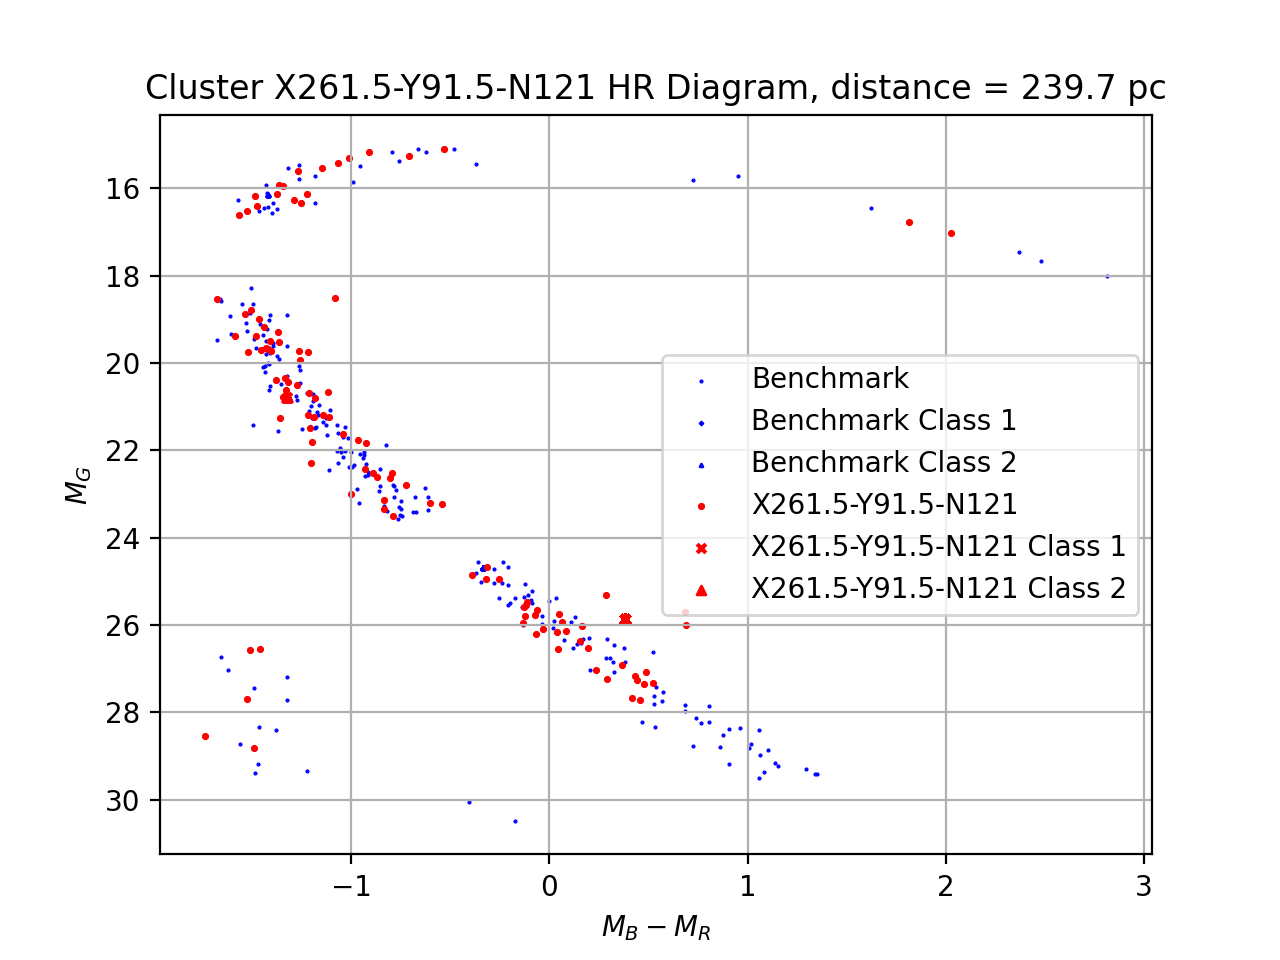 Cluster X261.5-Y91.5-N121 HR Diagram, distance = 239.7 pc
16
18
20
22
24
26
28
30
M_G
Benchmark
Benchmark Class 1
Benchmark Class 2
X261.5-Y91.5-N121
X261.5-Y91.5-N121 Class 1
X261.5-Y91.5-N121 Class 2
−1 0 1 2 3
M_B − M_R